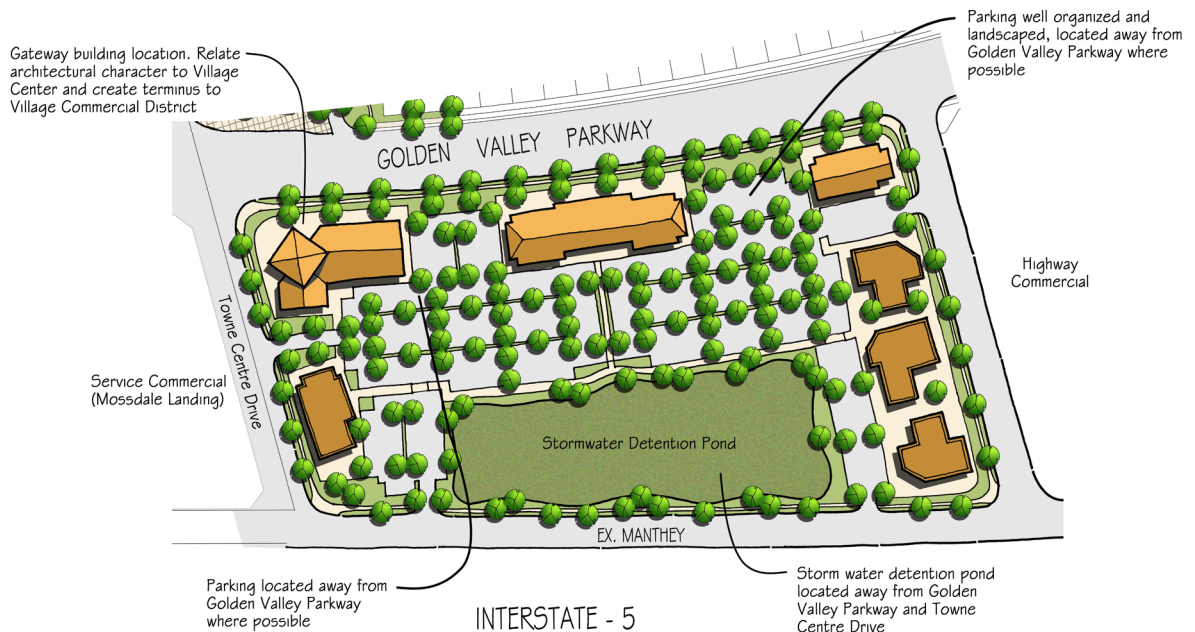 Parking well organized and
landscaped, located away from
Golden Valley Parkway where
possible
Gateway building location. Relate
architectural character to Village
Center and create terminus to
Village Commercial District
GOLDEN VALLEY PARKWAY
Highway
Commercial
Towne Centre Drive
Service Commercial
(Mossdale Landing)
Stormwater Detention Pond
EX. MANTHEY
Parking located away from
Golden Valley Parkway
where possible
Storm water detention pond
located away from Golden
Valley Parkway and Towne
Centre Drive
INTERSTATE - 5